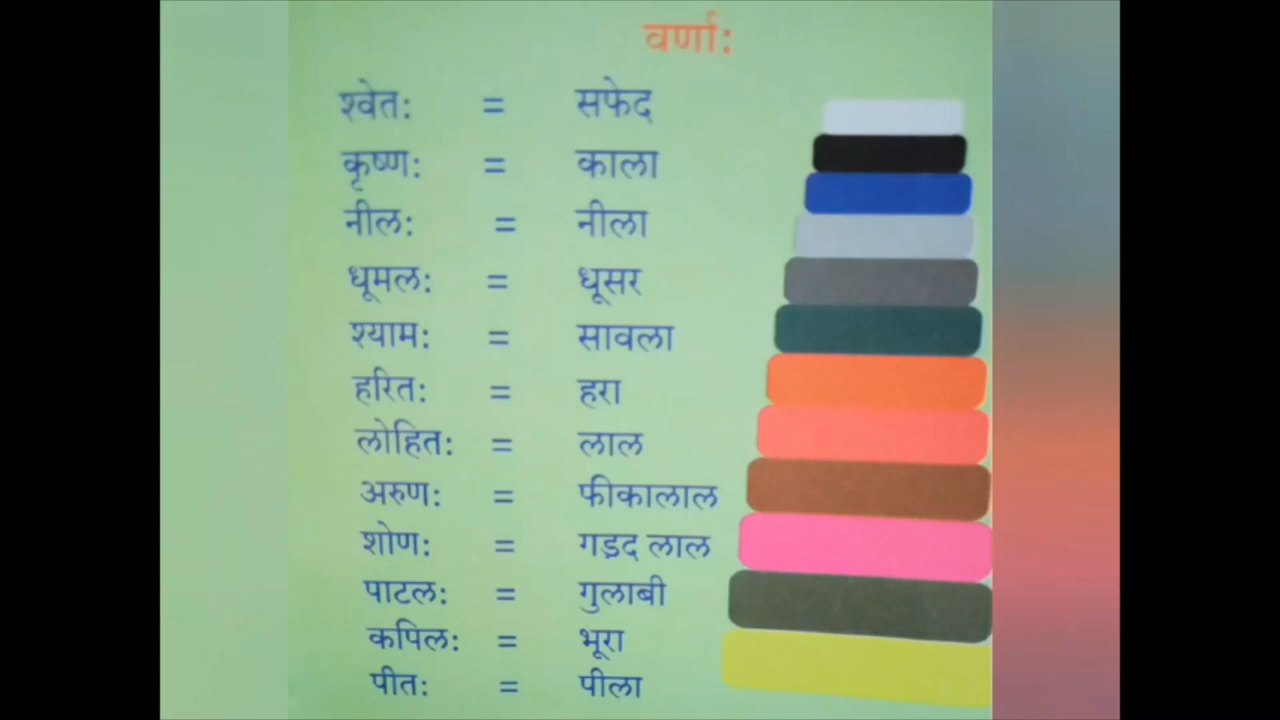 वर्णा:
श्वेत: = सफेद
कृष्ण: = काला
नील: = नीला
धूमल: = धूसर
श्याम: = सावला
हरित: = हरा
लोहित: = लाल
अरुण: = फीकालाल
शोण: = गड़द लाल
पाटल: = गुलाबी
कपिल: = भूरा
पीत: = पीला